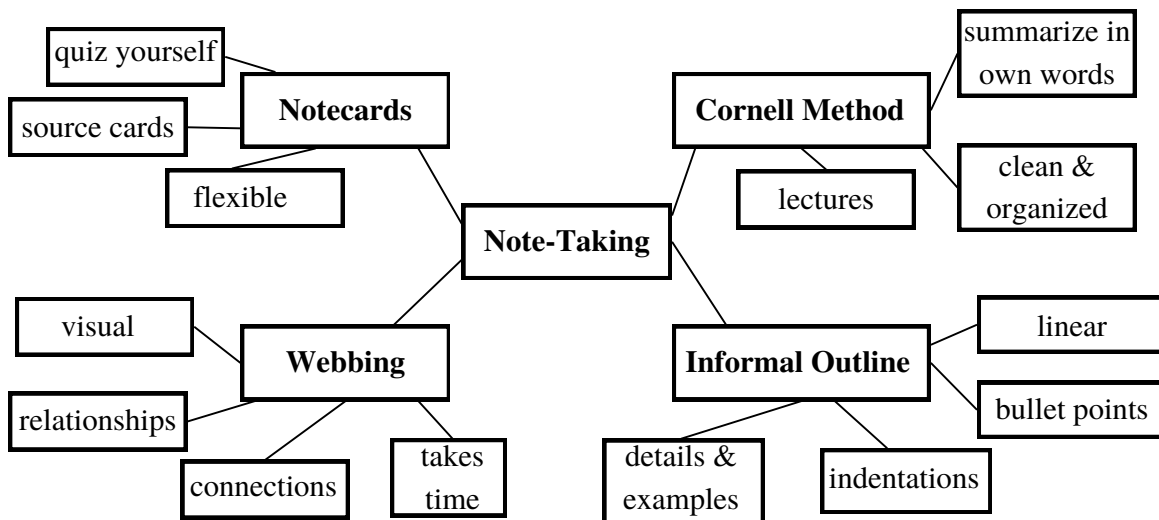 quiz yourself
source cards
Notecards
flexible
summarize in
own words
Cornell Method
lectures
clean &
organized
Note-Taking
visual
Webbing
relationships
connections
takes
time
Informal Outline
linear
bullet points
details &
examples
indentations